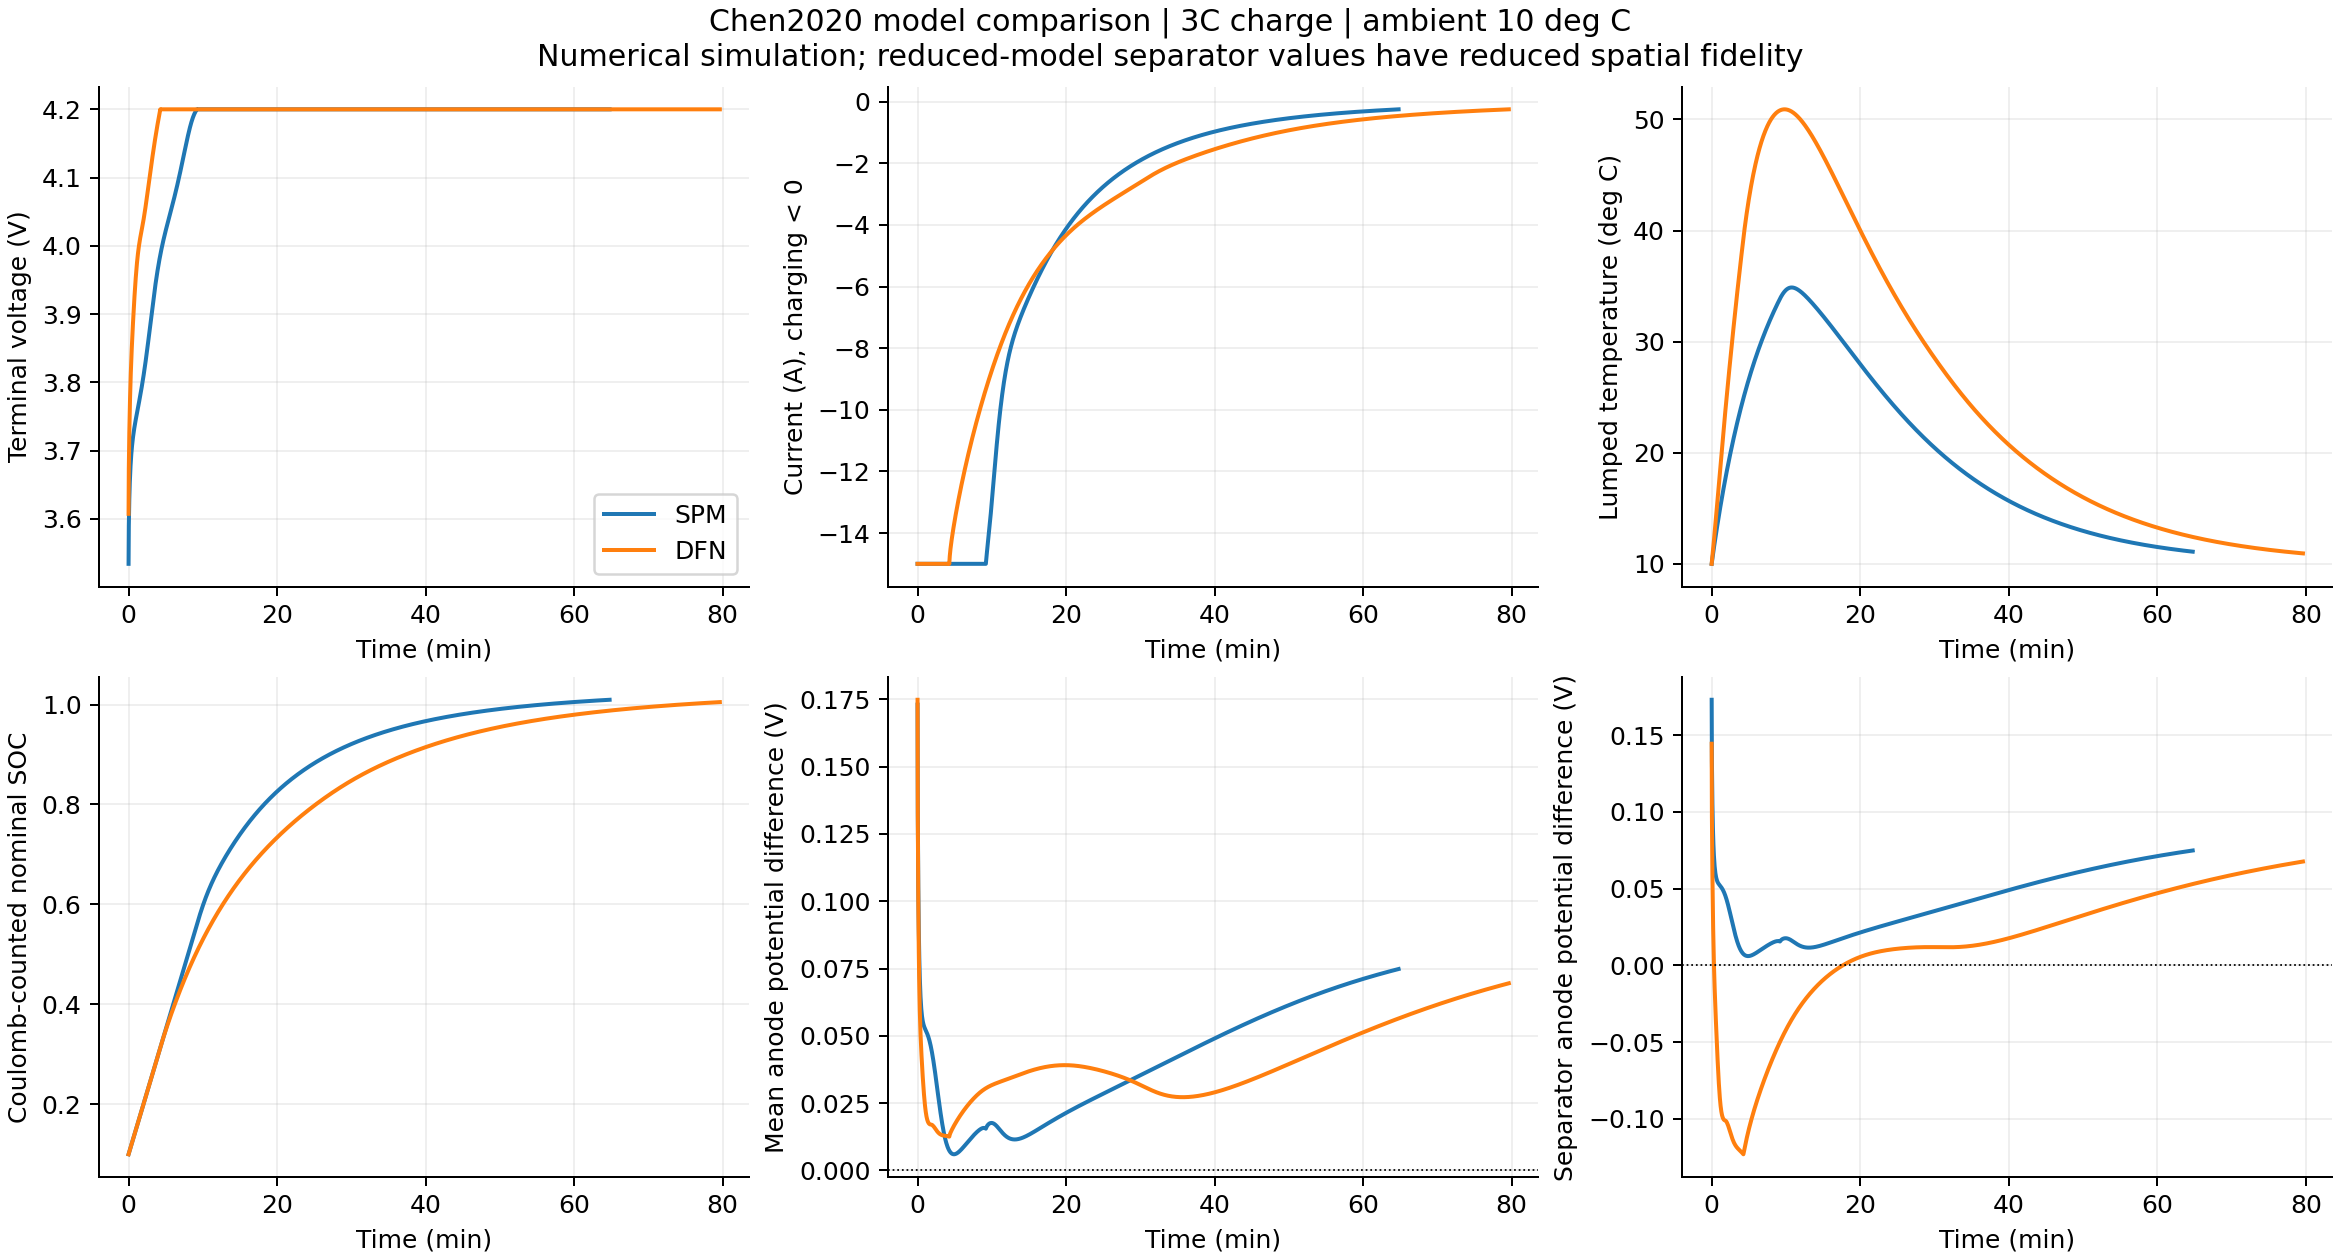 Chen2020 model comparison | 3C charge | ambient 10 deg C
Numerical simulation; reduced-model separator values have reduced spatial fidelity
Terminal voltage (V)
4.2
4.1
4.0
3.9
3.8
3.7
3.6
SPM
DFN
0 20 40 60 80
Time (min)
Current (A), charging < 0
0
−2
−4
−6
−8
−10
−12
−14
0 20 40 60 80
Time (min)
Lumped temperature (deg C)
50
40
30
20
10
0 20 40 60 80
Time (min)
Coulomb-counted nominal SOC
1.0
0.8
0.6
0.4
0.2
0 20 40 60 80
Time (min)
Mean anode potential difference (V)
0.175
0.150
0.125
0.100
0.075
0.050
0.025
0.000
0 20 40 60 80
Time (min)
Separator anode potential difference (V)
0.15
0.10
0.05
0.00
−0.05
−0.10
0 20 40 60 80
Time (min)